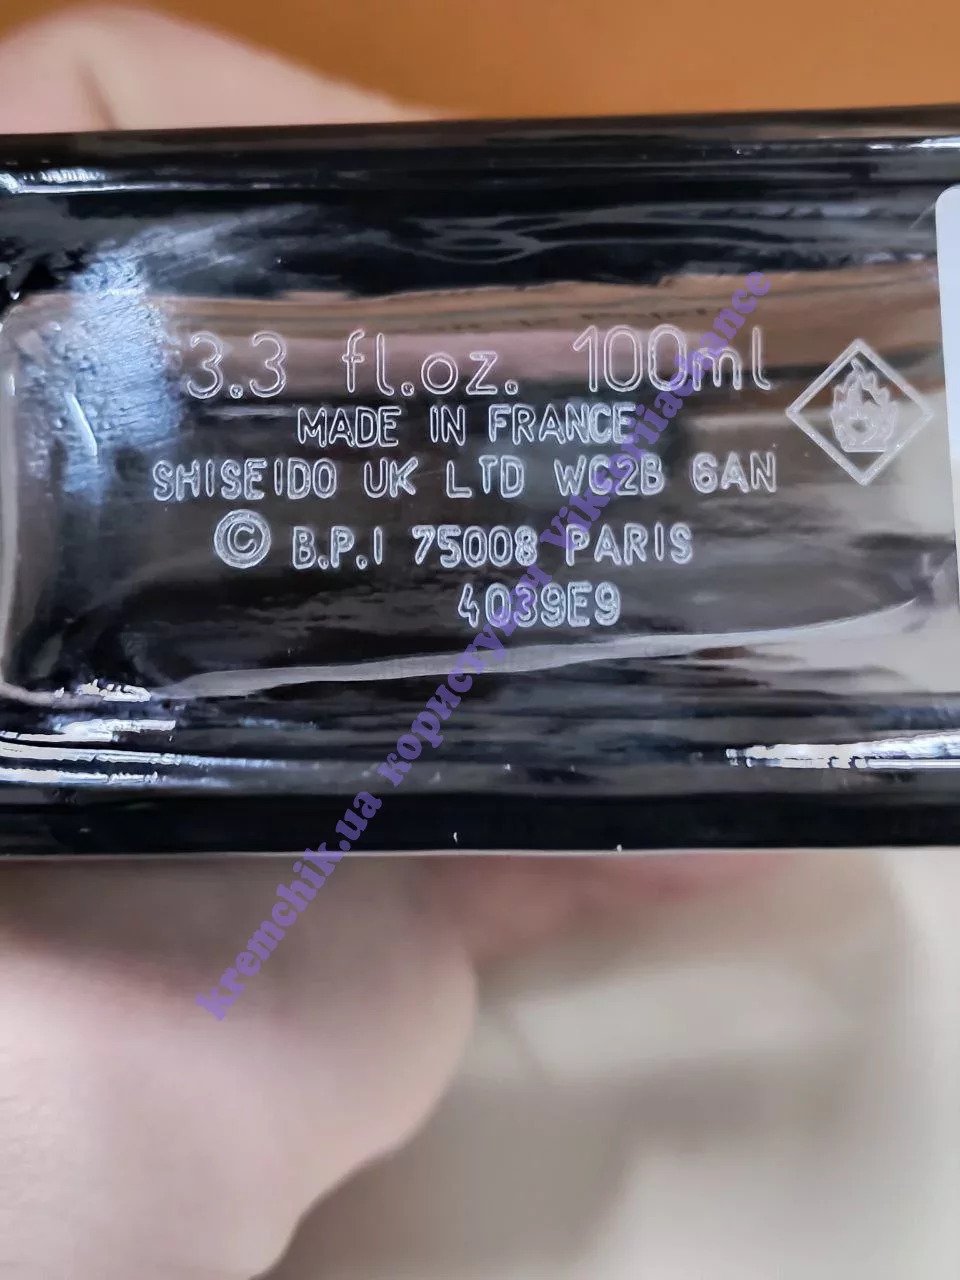 3.3 fl.oz. 100ml
MADE IN FRANCE
SHISEIDO UK LTD WC2B 6AN
© B.P.I 75008 PARIS
4039E9
kremchik.ua користувач Viktoriiachance